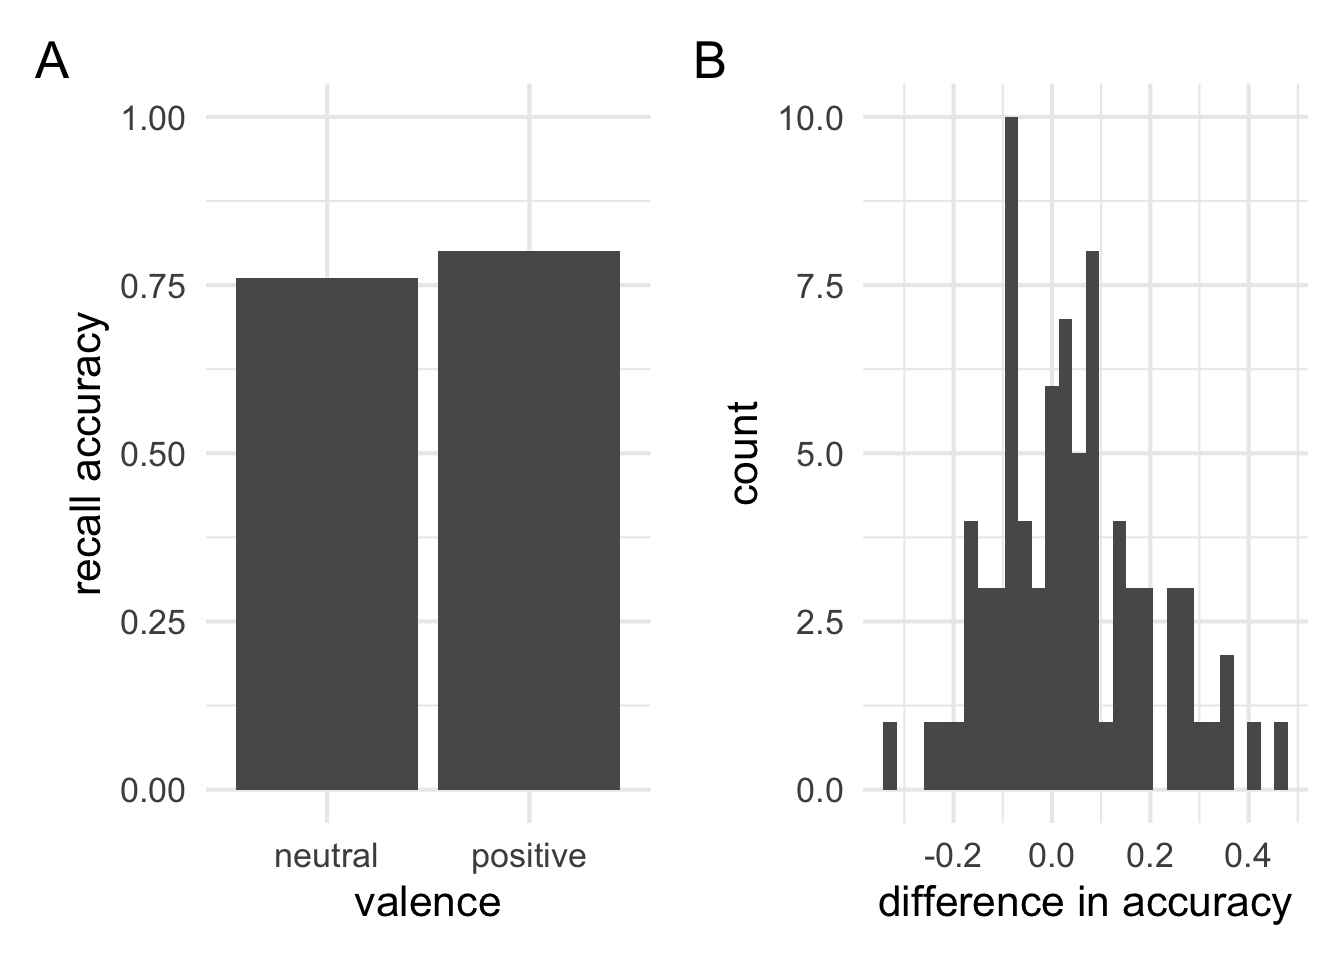 A
1.00
0.75
0.50
0.25
0.00
recall accuracy
neutral positive
valence
B
10.0
7.5
5.0
2.5
0.0
count
-0.2 0.0 0.2 0.4
difference in accuracy